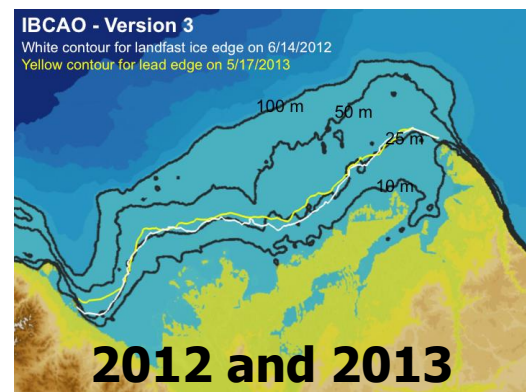 IBCAO - Version 3
White contour for landfast ice edge on 6/14/2012
Yellow contour for lead edge on 5/17/2013
100 m
50 m
25 m
10 m
2012 and 2013